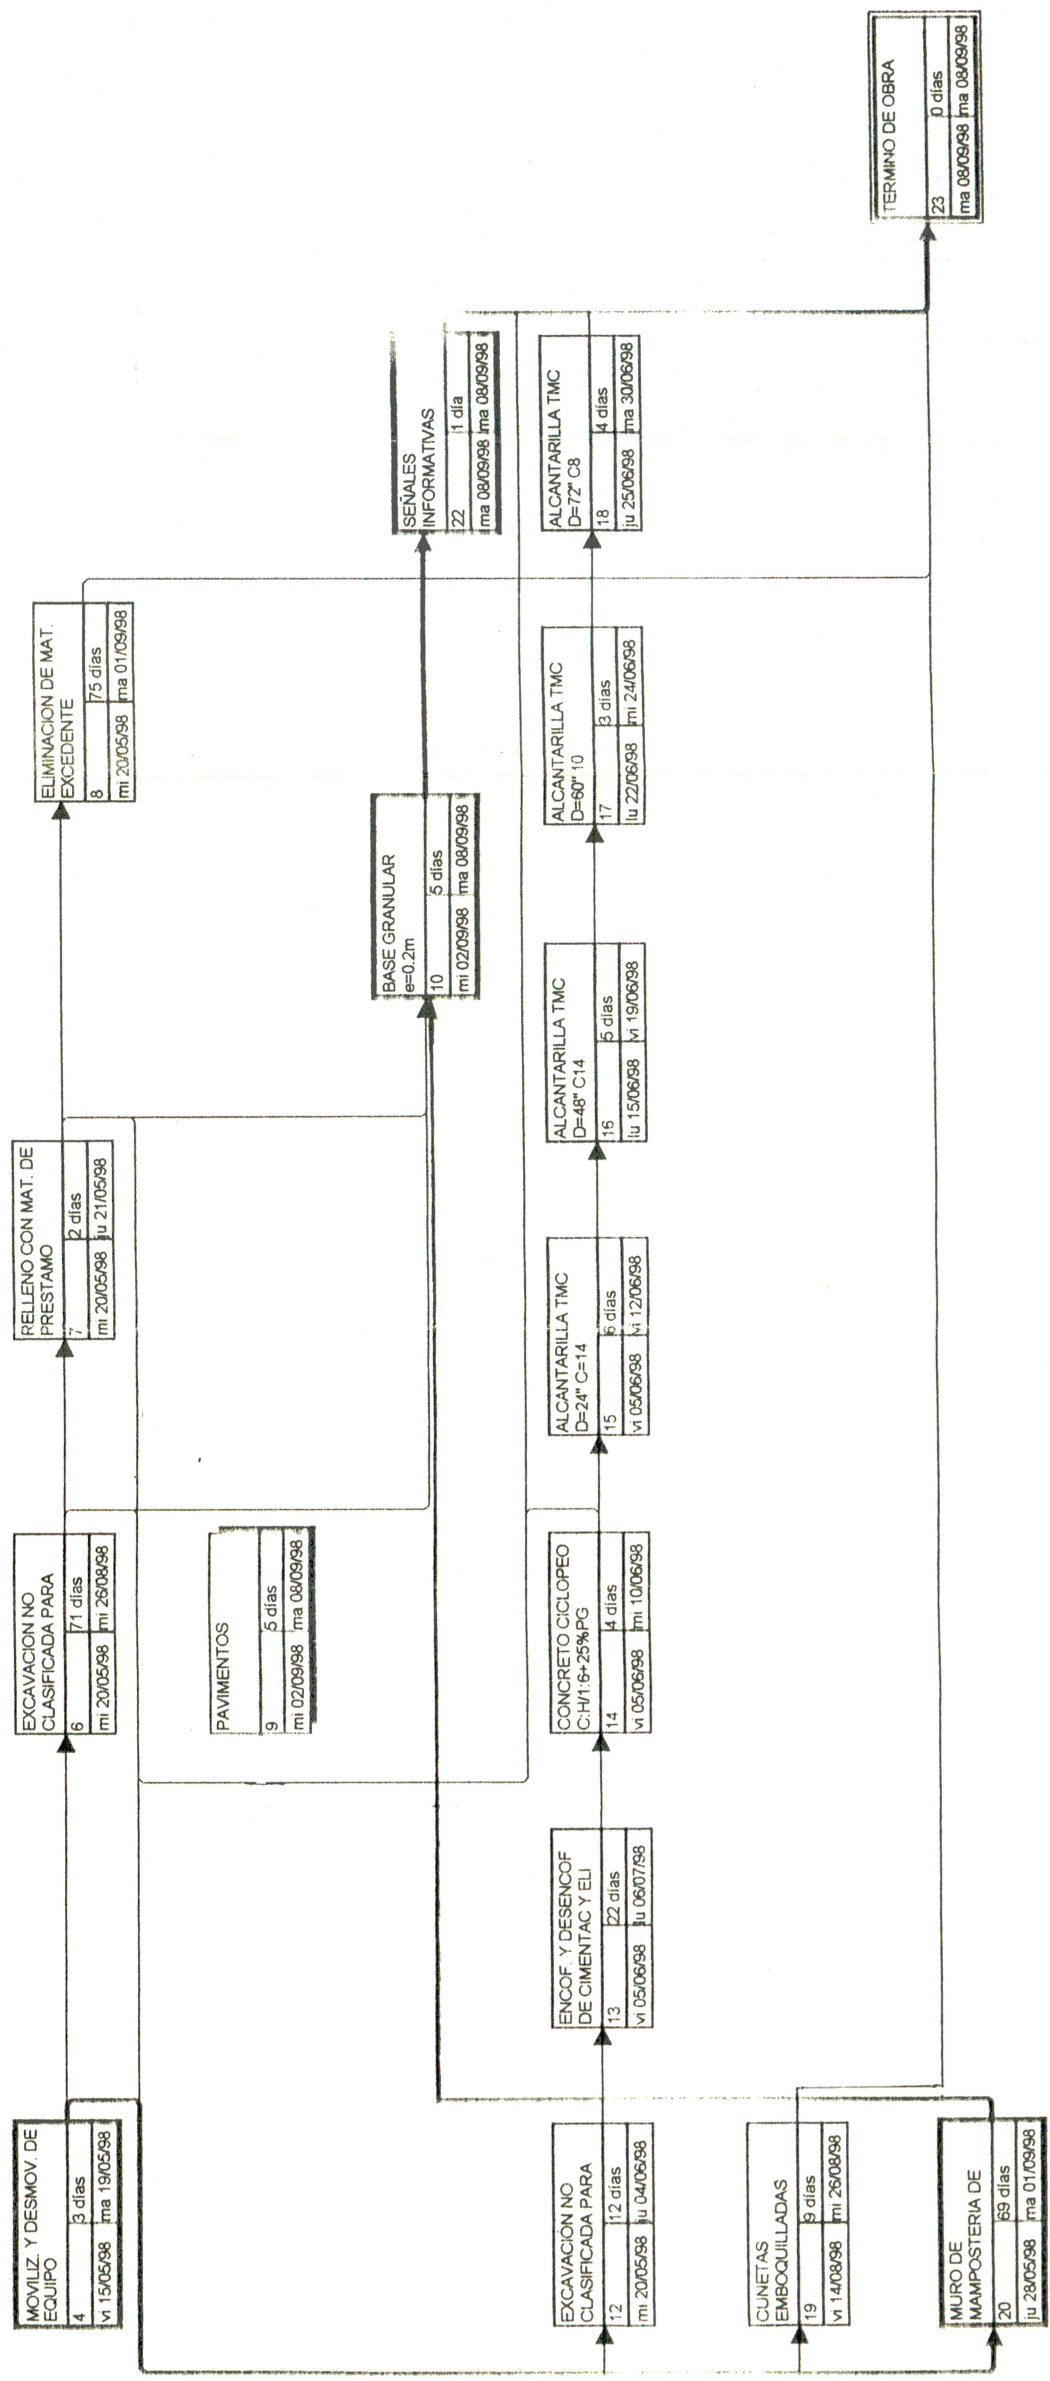 MOVILIZ. Y DESMOV. DE
EQUIPO
4 3 días
vi 15/05/98 ma 19/05/98
EXCAVACION NO
CLASIFICADA PARA
6 71 días
mi 20/05/98 mi 26/08/98
RELLENO CON MAT. DE
PRESTAMO
7 2 días
mi 20/05/98 ju 21/05/98
ELIMINACION DE MAT.
EXCEDENTE
8 75 días
mi 20/05/98 ma 01/09/98
PAVIMENTOS
9 5 días
mi 02/09/98 ma 08/09/98
BASE GRANULAR
e=0.2m
10 5 días
mi 02/09/98 ma 08/09/98
SEÑALES
INFORMATIVAS
22 1 día
ma 08/09/98 ma 08/09/98
EXCAVACION NO
CLASIFICADA PARA
12 12 días
mi 20/05/98 ju 04/06/98
ENCOF. Y DESENCOF
DE CIMENTAC Y ELI
13 22 días
vi 05/06/98 lu 06/07/98
CONCRETO CICLOPEO
C:H/1:6+25%PG
14 4 días
vi 05/06/98 mi 10/06/98
ALCANTARILLA TMC
D=24" C=14
15 6 días
vi 05/06/98 vi 12/06/98
ALCANTARILLA TMC
D=48" C14
16 5 días
lu 15/06/98 vi 19/06/98
ALCANTARILLA TMC
D=60" 10
17 3 días
lu 22/06/98 mi 24/06/98
ALCANTARILLA TMC
D=72" C8
18 4 días
ju 25/06/98 ma 30/06/98
CUNETAS
EMBOQUILLADAS
19 9 días
vi 14/08/98 mi 26/08/98
TERMINO DE OBRA
23 0 días
ma 08/09/98 ma 08/09/98
MURO DE
MAMPOSTERIA DE
20 69 días
ju 28/05/98 ma 01/09/98